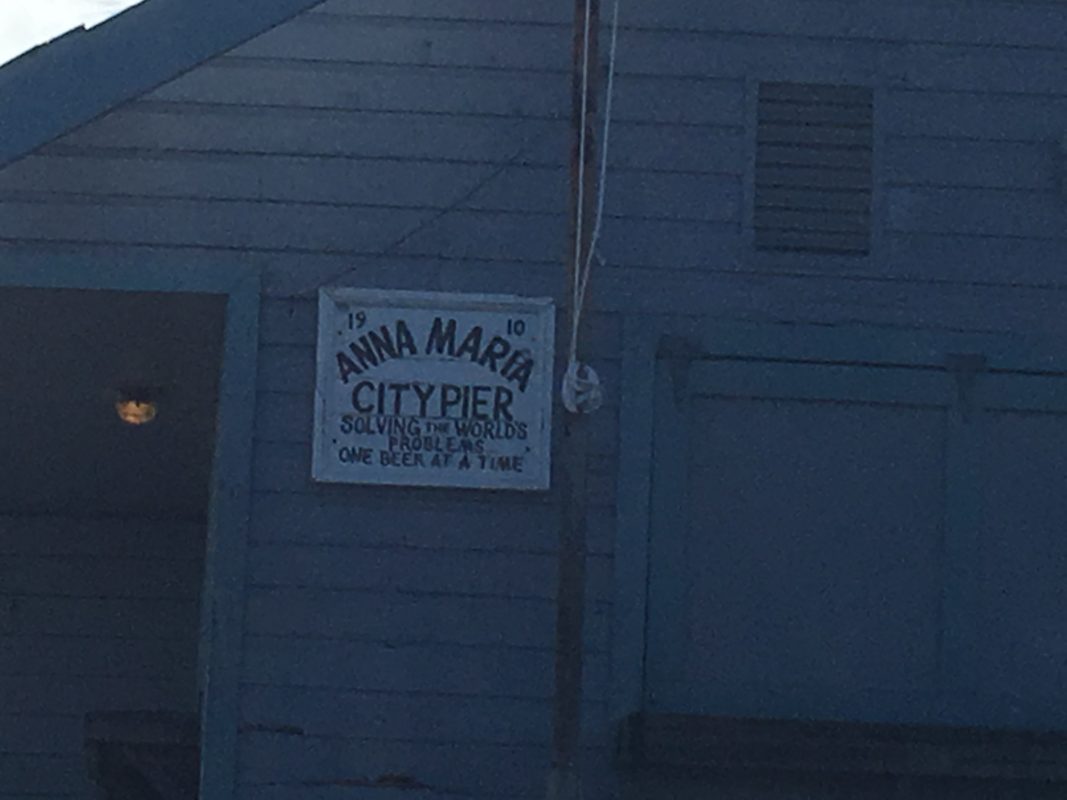 19 10
ANNA MARIA
CITY PIER
SOLVING THE WORLD'S
PROBLEMS
ONE BEER AT A TIME